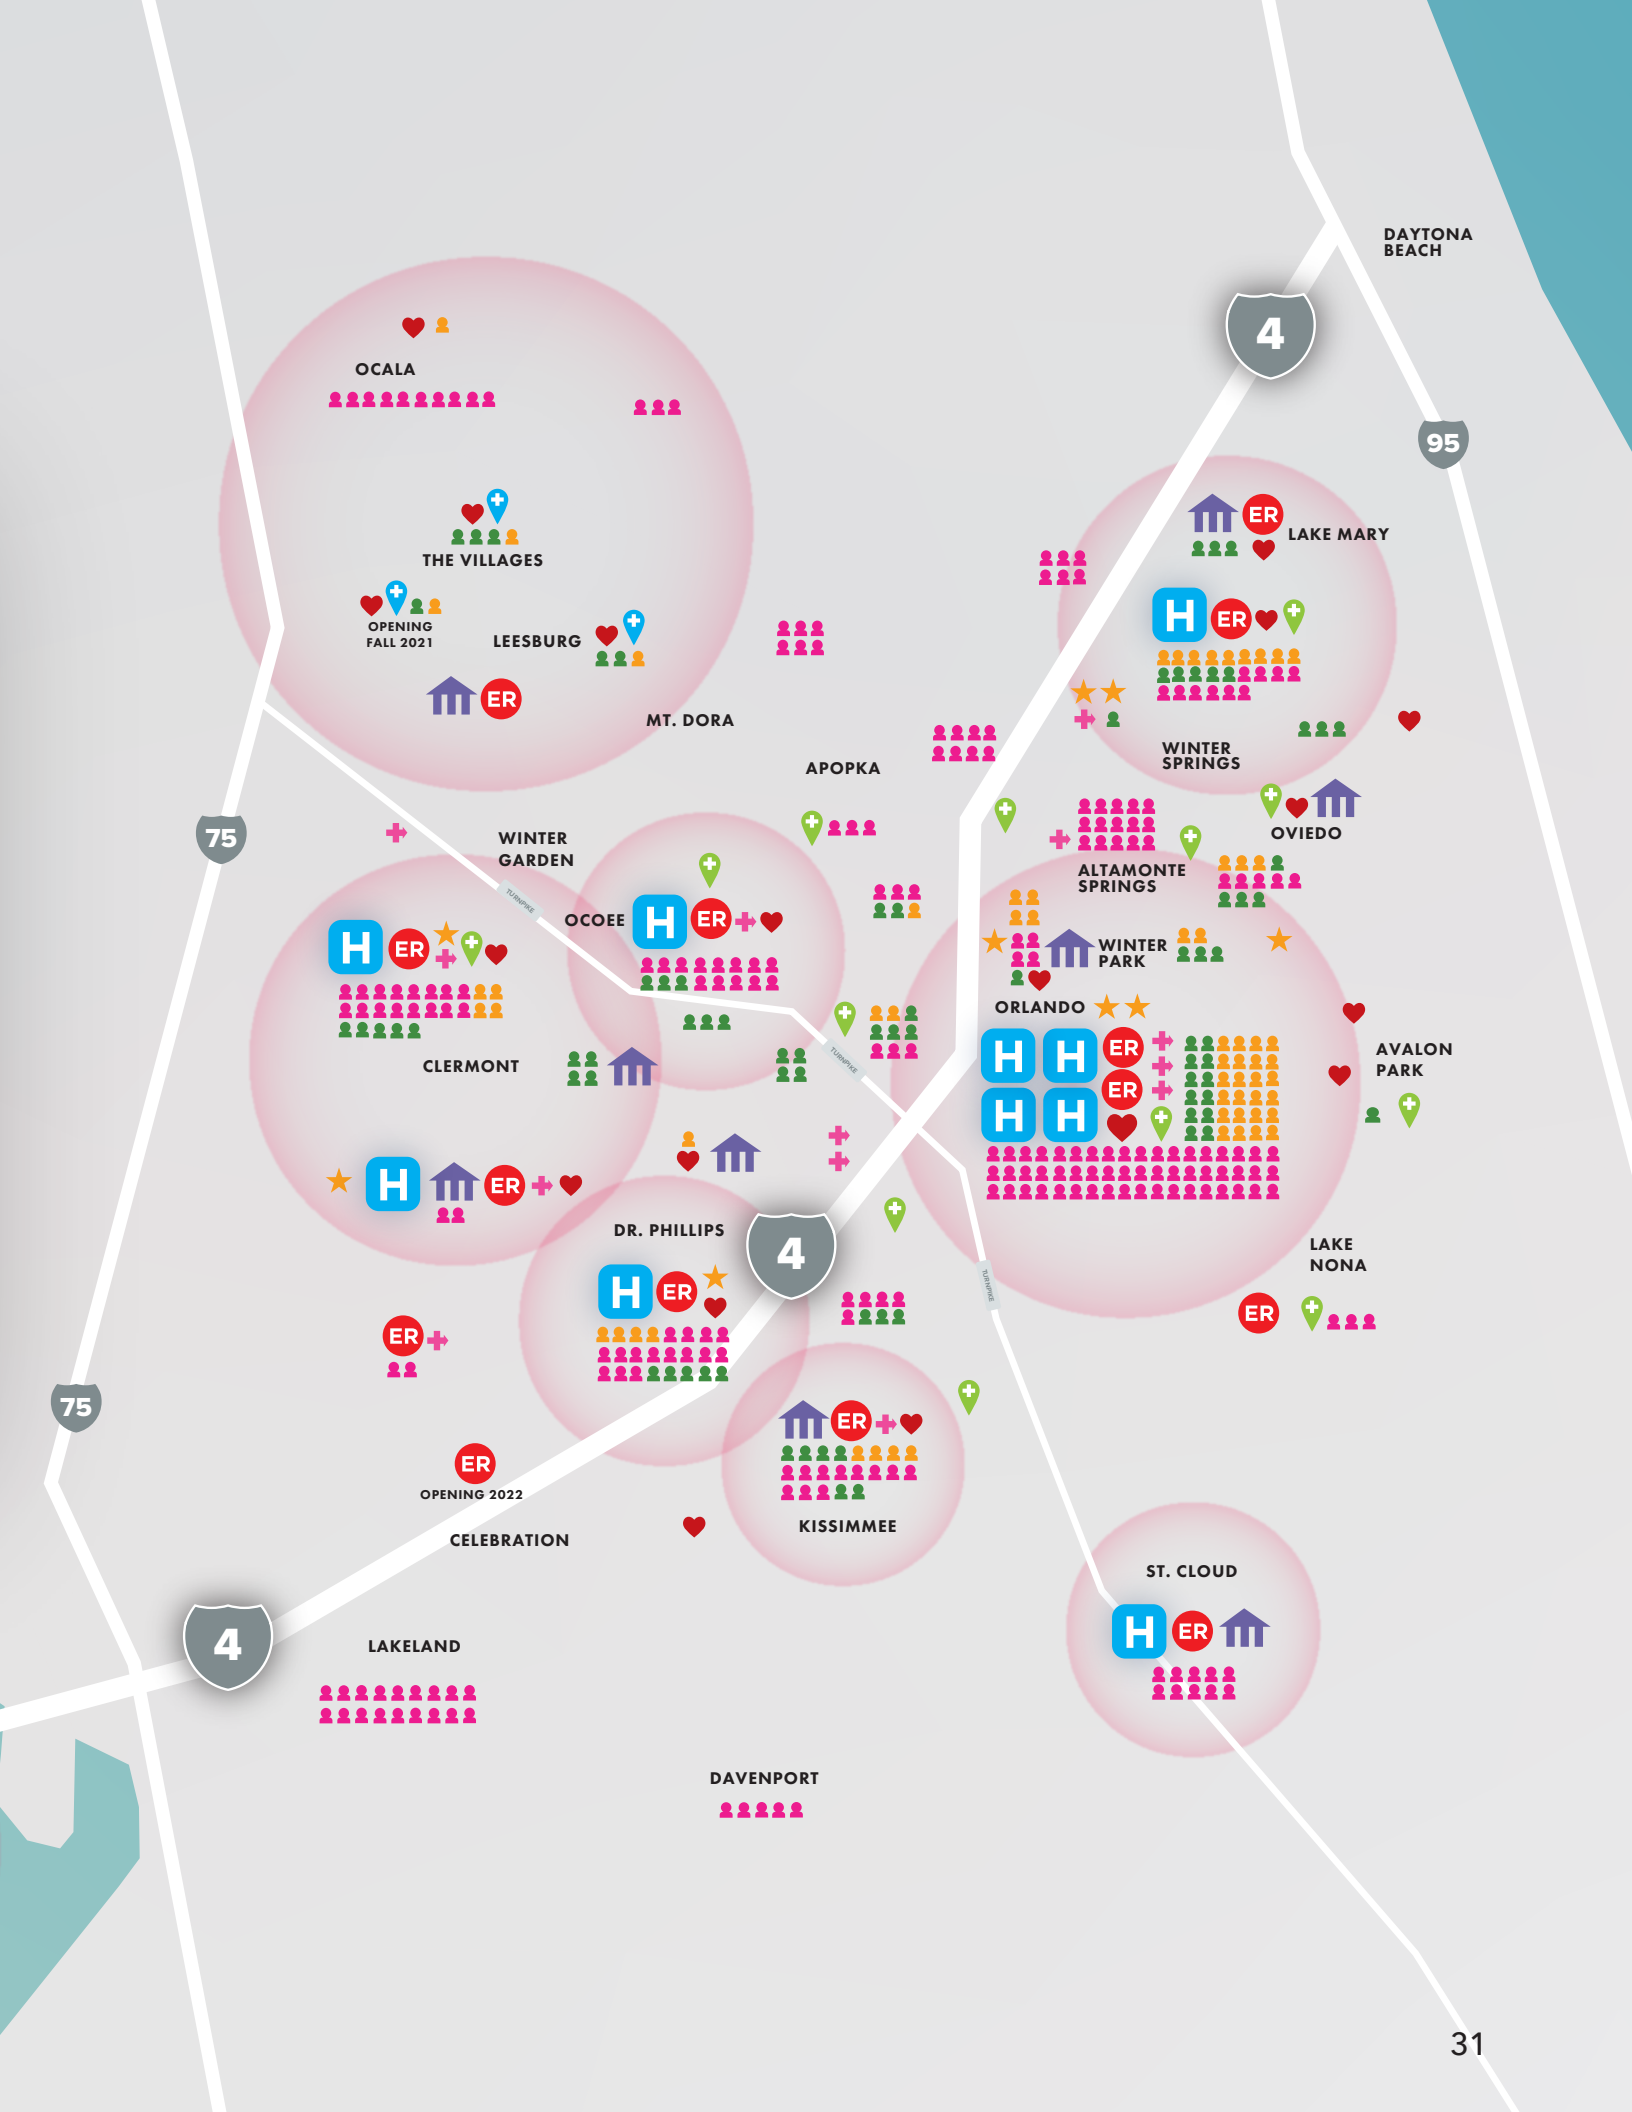 DAYTONA
BEACH
4
OCALA
95
ER
LAKE MARY
THE VILLAGES
OPENING
FALL 2021
LEESBURG
H
ER
ER
MT. DORA
WINTER
SPRINGS
APOPKA
75
WINTER
GARDEN
OVIEDO
ALTAMONTE
SPRINGS
TURNPIKE
OCOEE
H
ER
H
ER
WINTER
PARK
ORLANDO
H
H
ER
AVALON
PARK
CLERMONT
TURNPIKE
ER
H
H
H
ER
DR. PHILLIPS
4
LAKE
NONA
TURNPIKE
H
ER
ER
ER
75
ER
ER
OPENING 2022
KISSIMMEE
CELEBRATION
ST. CLOUD
4
H
ER
LAKELAND
DAVENPORT
31